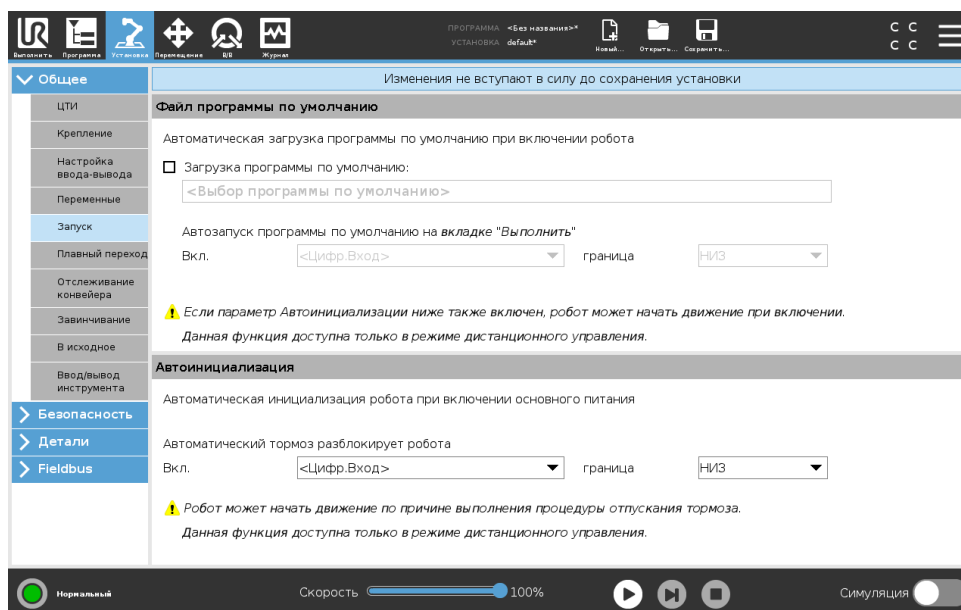 ПРОГРАММА <Без названия>*
УСТАНОВКА default*
Выполнить Программа Установка Перемещение В/В Журнал
Новый... Открыть... Сохранить...
C C
C C
Общее
ЦТИ
Крепление
Настройка
ввода-вывода
Переменные
Запуск
Плавный переход
Отслеживание
конвейера
Завинчивание
В исходное
Ввод/вывод
инструмента
Безопасность
Детали
Fieldbus
Изменения не вступают в силу до сохранения установки
Файл программы по умолчанию
Автоматическая загрузка программы по умолчанию при включении робота
Загрузка программы по умолчанию:
<Выбор программы по умолчанию>
Автозапуск программы по умолчанию на вкладке "Выполнить"
Вкл. <Цифр.Вход> граница НИЗ
Если параметр Автоинициализации ниже также включен, робот может начать движение при включении.
Данная функция доступна только в режиме дистанционного управления.
Автоинициализация
Автоматическая инициализация робота при включении основного питания
Автоматический тормоз разблокирует робота
Вкл. <Цифр.Вход> граница НИЗ
Робот может начать движение по причине выполнения процедуры отпускания тормоза.
Данная функция доступна только в режиме дистанционного управления.
Нормальный
Скорость 100%
Симуляция